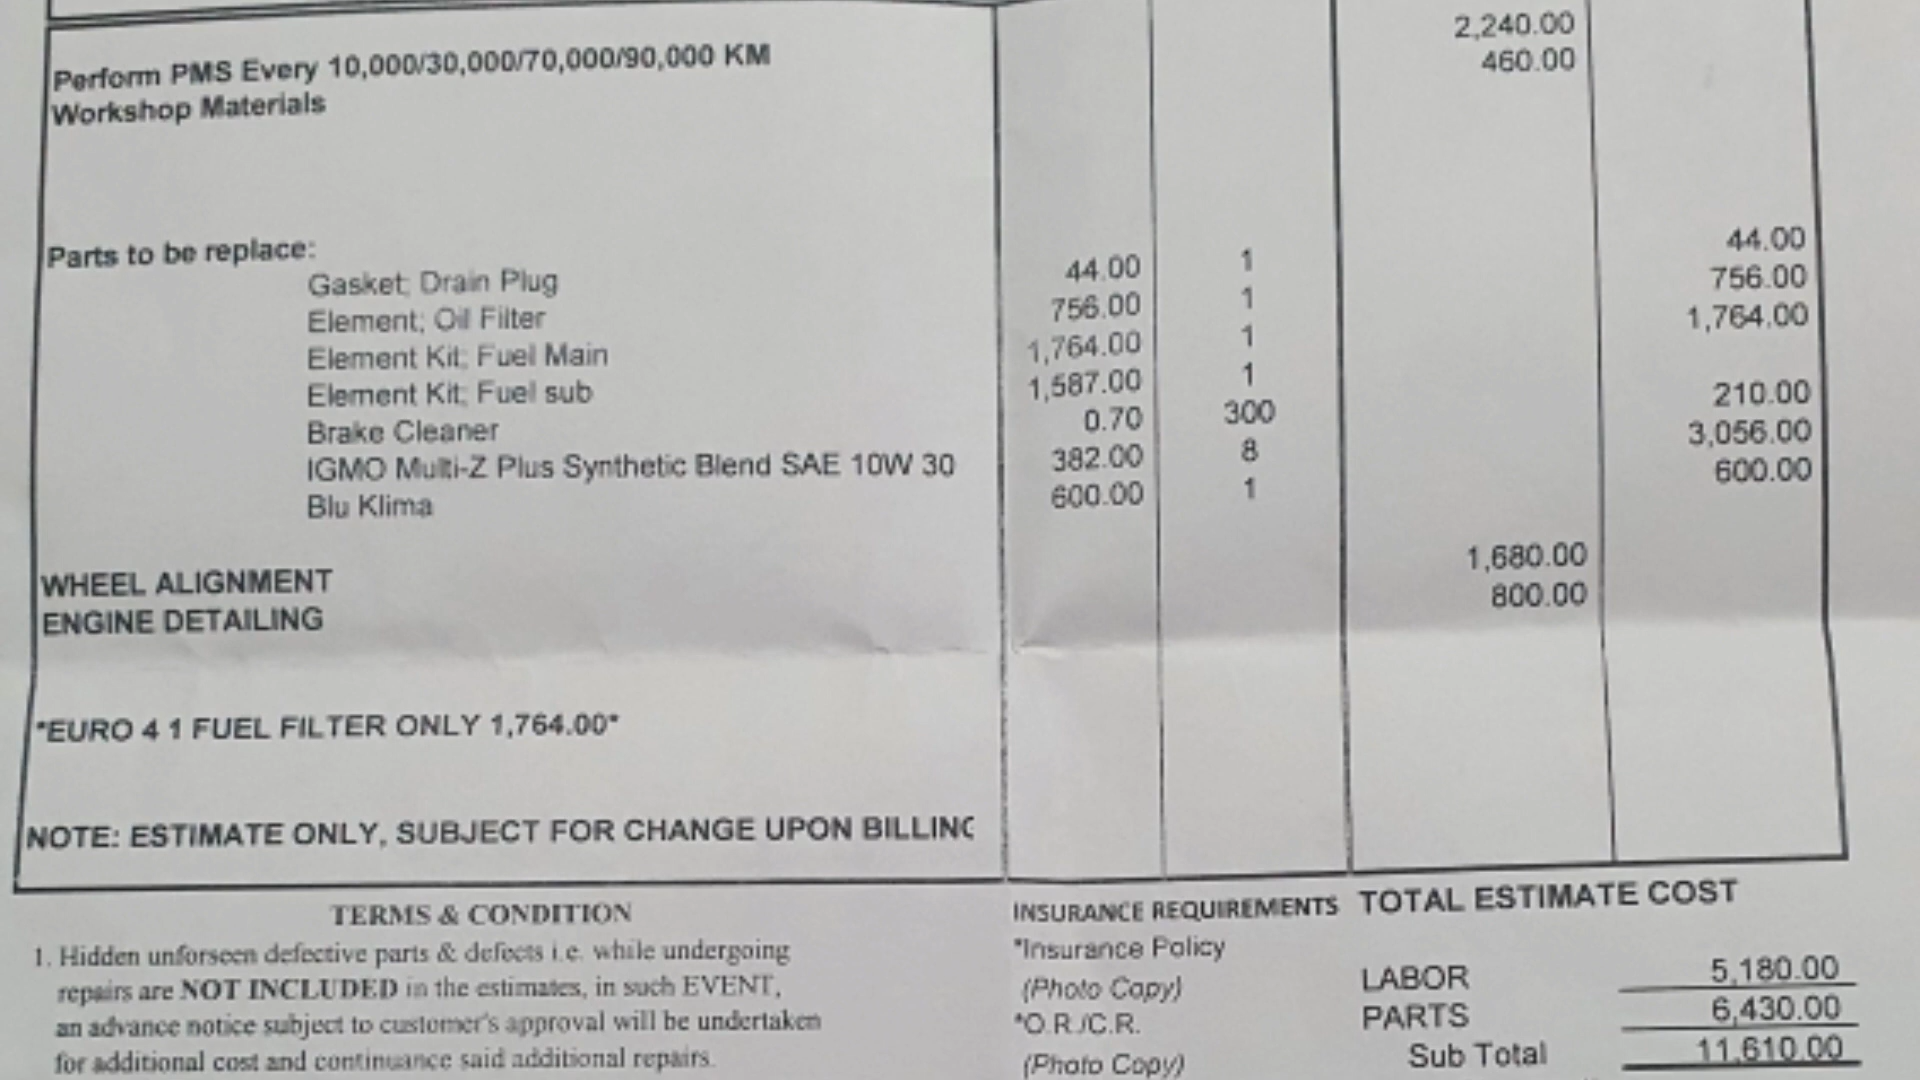 Perform PMS Every 10,000/30,000/70,000/90,000 KM 2,240.00
Workshop Materials 460.00
Parts to be replace:
Gasket; Drain Plug 44.00 1 44.00
Element; Oil Filter 756.00 1 756.00
Element Kit; Fuel Main 1,764.00 1 1,764.00
Element Kit; Fuel sub 1,587.00 1
Brake Cleaner 0.70 300 210.00
IGMO Multi-Z Plus Synthetic Blend SAE 10W 30 382.00 8 3,056.00
Blu Klima 600.00 1 600.00
WHEEL ALIGNMENT 1,680.00
ENGINE DETAILING 800.00
*EURO 4 1 FUEL FILTER ONLY 1,764.00*
NOTE: ESTIMATE ONLY, SUBJECT FOR CHANGE UPON BILLING
TERMS & CONDITION
1. Hidden unforseen defective parts & defects i.e. while undergoing
repairs are NOT INCLUDED in the estimates, in such EVENT,
an advance notice subject to customer's approval will be undertaken
for additional cost and continuance said additional repairs.
INSURANCE REQUIREMENTS
*Insurance Policy
(Photo Copy)
*O.R./C.R.
(Photo Copy)
TOTAL ESTIMATE COST
LABOR 5,180.00
PARTS 6,430.00
Sub Total 11,610.00